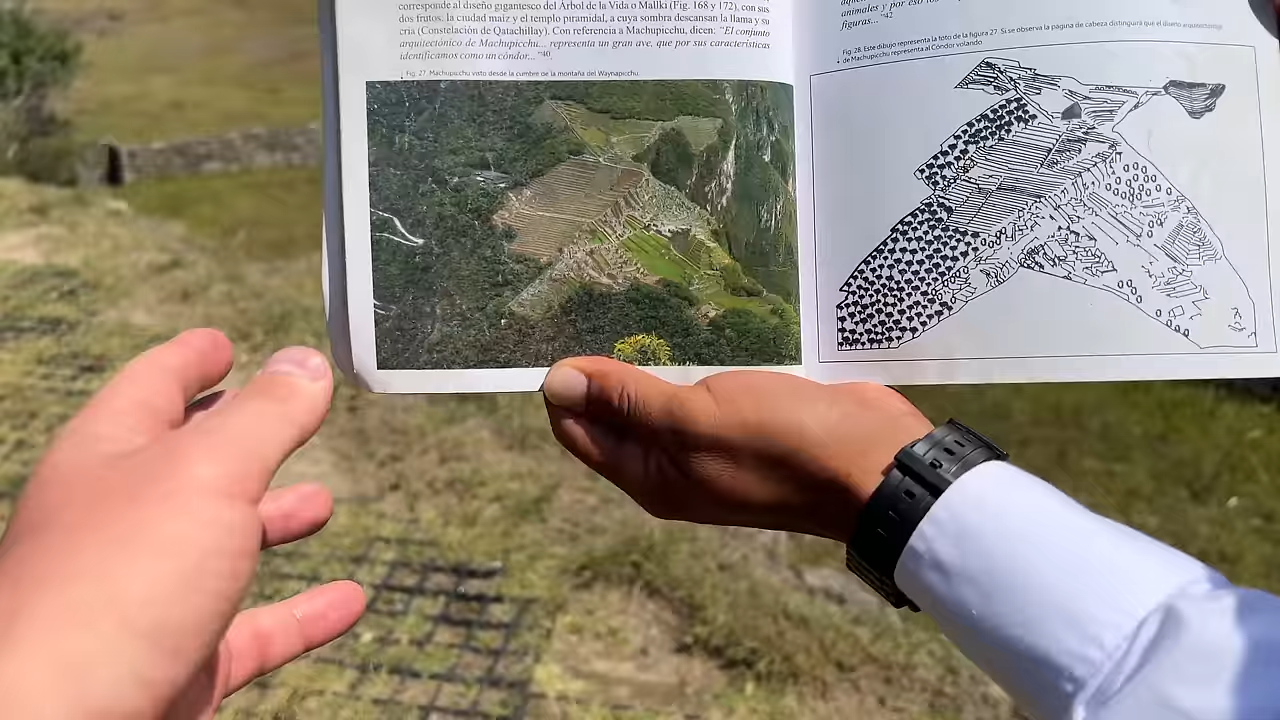 corresponde al diseño gigantesco del Árbol de la Vida o Mallki (Fig. 168 y 172), con sus
dos frutos, la ciudad maíz y el templo piramidal, a cuya sombra descansan la llama y su
cría (Constelación de Qatachillay). Con referencia a Machupicchu, dicen: "El conjunto
arquitectónico de Machupicchu... representa un gran ave, que por sus características
identificamos como un cóndor..."40.
Fig. 27. Machupicchu visto desde la cumbre de la montaña del Waynapicchu.
animales y por eso los
figuras..."42
Fig. 28. Este dibujo representa la foto de la figura 27. Si se observa la página de cabeza distinguirá que el diseño arquitectónico
de Machupicchu representa al Cóndor volando